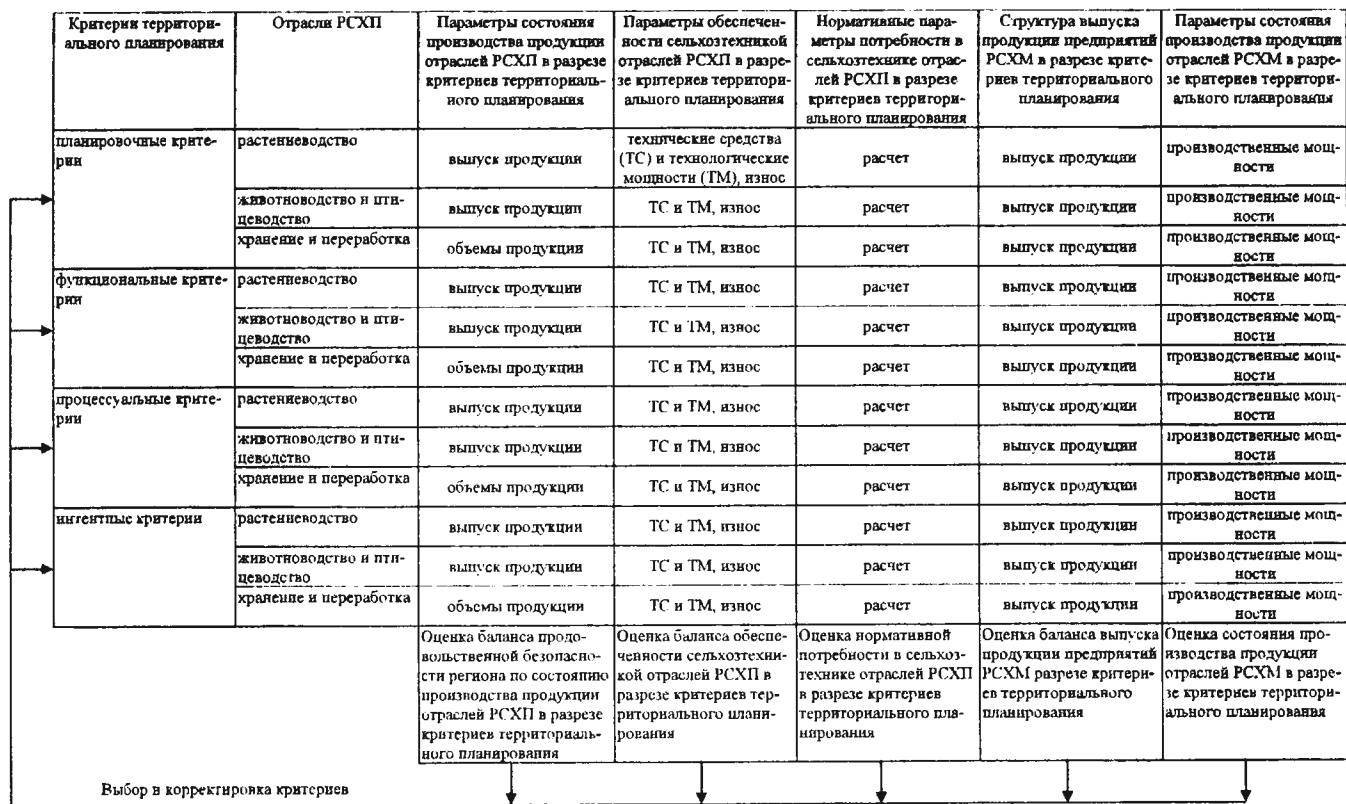 Критерии территори-
ального планирования
Отрасли РСХП
Параметры состояния
производства продукции
отраслей РСХП в разрезе
критериев территориаль-
ного планирования
Параметры обеспечен-
ности сельхозтехникой
отраслей РСХП в разре-
зе критериев территори-
ального планирования
Нормативные пара-
метры потребности в
сельхозтехнике отрас-
лей РСХП в разрезе
критериев территори-
ального планирования
Структура выпуска
продукции предприятий
РСХМ в разрезе крите-
риев территориального
планирования
Параметры состояния
производства продукции
отраслей РСХМ в разре-
зе критериев территори-
ального планирования
планировочные крите-
рии
растениеводство
выпуск продукции
технические средства
(ТС) и технологические
мощности (ТМ), износ
расчет
выпуск продукции
производственные мощ-
ности
животноводство и пти-
цеводство
выпуск продукции
ТС и ТМ, износ
расчет
выпуск продукции
производственные мощ-
ности
хранение и переработка
объемы продукции
ТС и ТМ, износ
расчет
выпуск продукции
производственные мощ-
ности
функциональные крите-
рии
растениеводство
выпуск продукции
ТС и ТМ, износ
расчет
выпуск продукции
производственные мощ-
ности
животноводство и пти-
цеводство
выпуск продукции
ТС и ТМ, износ
расчет
выпуск продукции
производственные мощ-
ности
хранение и переработка
объемы продукции
ТС и ТМ, износ
расчет
выпуск продукции
производственные мощ-
ности
процессуальные крите-
рии
растениеводство
выпуск продукции
ТС и ТМ, износ
расчет
выпуск продукции
производственные мощ-
ности
животноводство и пти-
цеводство
выпуск продукции
ТС и ТМ, износ
расчет
выпуск продукции
производственные мощ-
ности
хранение и переработка
объемы продукции
ТС и ТМ, износ
расчет
выпуск продукции
производственные мощ-
ности
интентные критерии
растениеводство
выпуск продукции
ТС и ТМ, износ
расчет
выпуск продукции
производственные мощ-
ности
животноводство и пти-
цеводство
выпуск продукции
ТС и ТМ, износ
расчет
выпуск продукции
производственные мощ-
ности
хранение и переработка
объемы продукции
ТС и ТМ, износ
расчет
выпуск продукции
производственные мощ-
ности
Оценка баланса продо-
вольственной безопасно-
сти региона по состоянию
производства продукции
отраслей РСХП в разрезе
критериев территориаль-
ного планирования
Оценка баланса обеспе-
ченности сельхозтехни-
кой отраслей РСХП в
разрезе критериев тер-
риториального плани-
рования
Оценка нормативной
потребности в сельхоз-
технике отраслей РСХП
в разрезе критериев
территориального пла-
нирования
Оценка баланса выпуска
продукции предприятий
РСХМ разрезе критери-
ев территориального
планирования
Оценка состояния про-
изводства продукции
отраслей РСХМ в разре-
зе критериев территори-
ального планирования
Выбор и корректировка критериев